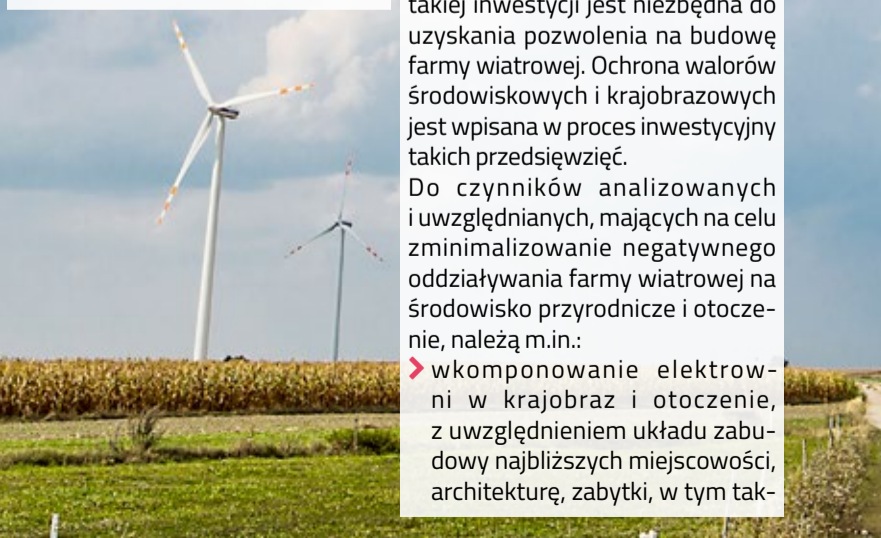 takiej inwestycji jest niezbędna do
uzyskania pozwolenia na budowę
farmy wiatrowej. Ochrona walorów
środowiskowych i krajobrazowych
jest wpisana w proces inwestycyjny
takich przedsięwzięć.
Do czynników analizowanych
i uwzględnianych, mających na celu
zminimalizowanie negatywnego
oddziaływania farmy wiatrowej na
środowisko przyrodnicze i otocze-
nie, należą m.in.:
wkomponowanie elektrow-
ni w krajobraz i otoczenie,
z uwzględnieniem układu zabu-
dowy najbliższych miejscowości,
architekturę, zabytki, w tym tak-